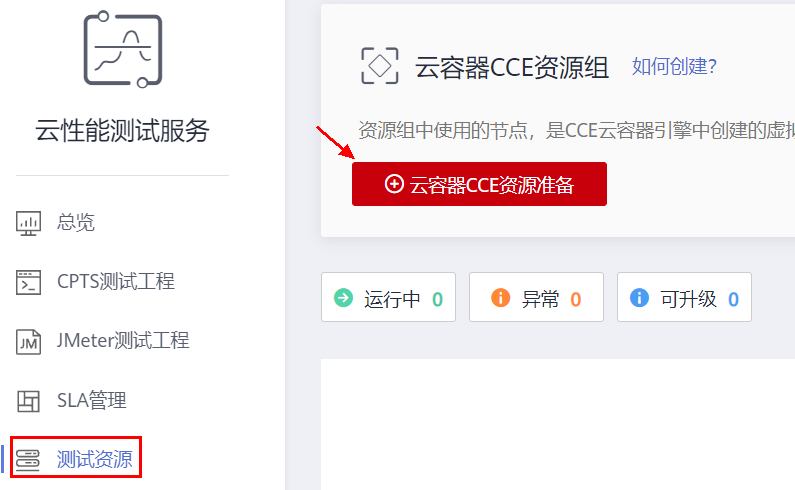 云性能测试服务
总览
CPTS测试工程
JMeter测试工程
SLA管理
测试资源
云容器CCE资源组 如何创建?
资源组中使用的节点，是CCE云容器引擎中创建的虚拟
云容器CCE资源准备
运行中 0
异常 0
可升级 0